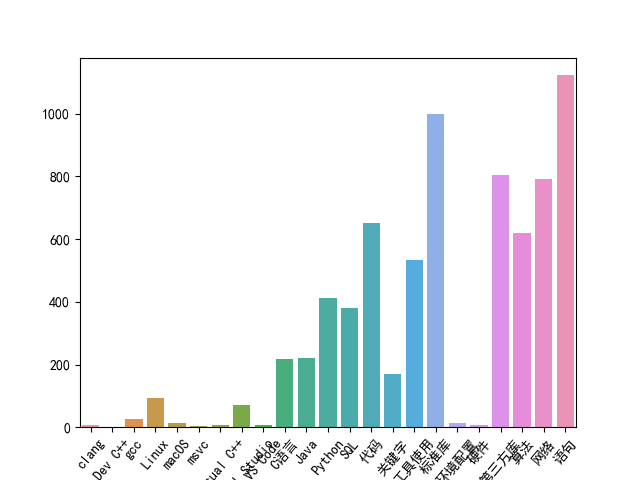 1000
800
600
400
200
0
clang
Dev C++
gcc
Linux
macOS
msvc
ual C++
Studio
VS Code
C语言
Java
Python
SQL
代码
关键字
工具使用
标准库
环境配置
硬件
第三方库
算法
网络
语句